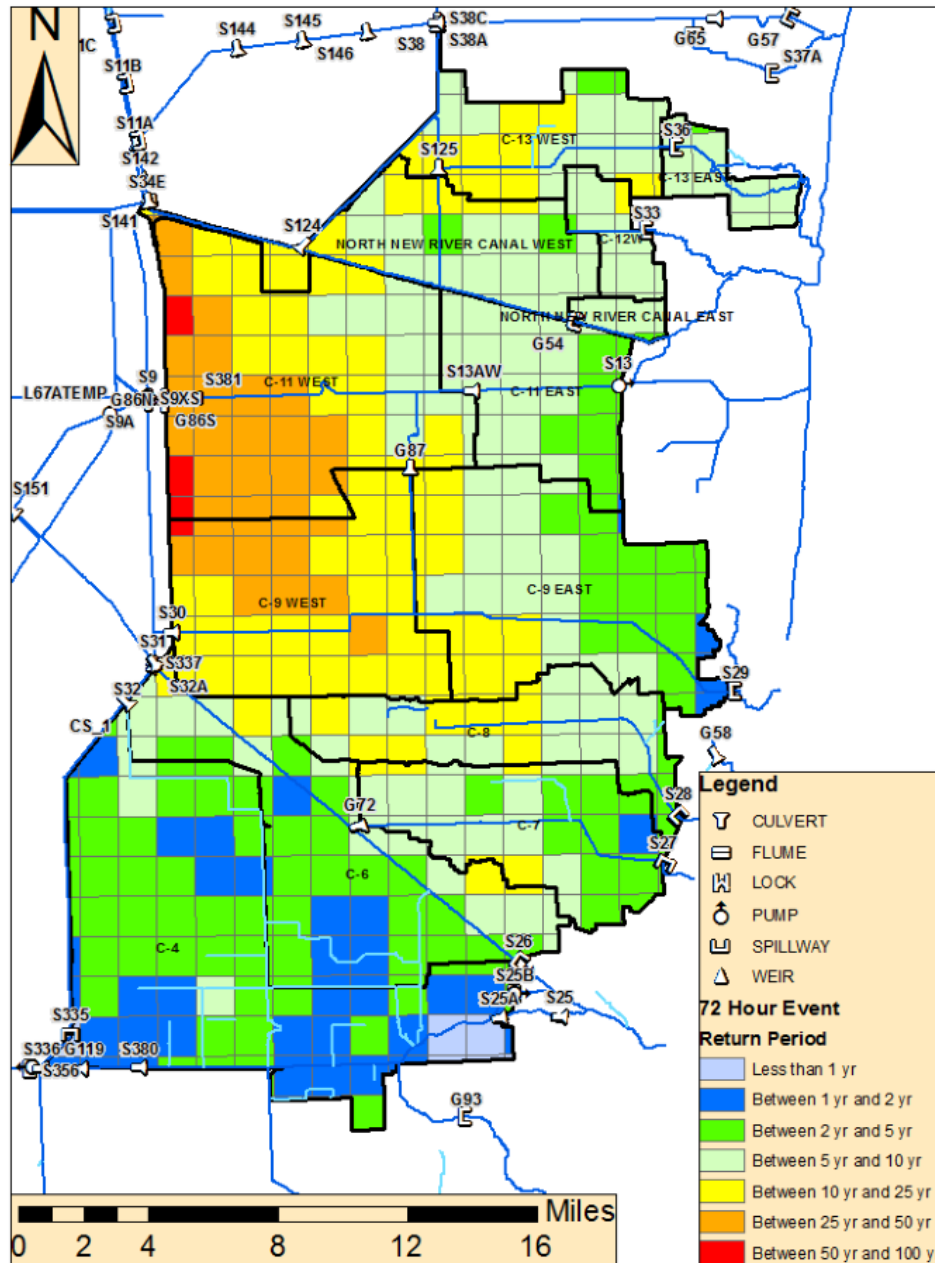 N
S144
S145
S146
S38
S38C
S38A
G65
G57
S37A
1C
S11B
S11A
S142
S34E
S141
S125
C-13 WEST
S36
C-13 EAST
S124
NORTH NEW RIVER CANAL WEST
S33
C-12W
NORTH NEW RIVER CANAL EAST
G54
S13
S13AW
C-11 WEST
C-11 EAST
L67ATEMP
S9
S381
G86N
S9XS
S9A
G86S
G87
S151
C-9 EAST
C-9 WEST
S30
S31
S337
S32A
S32
S29
CS_1
C-8
G58
G72
C-7
S28
S27
C-6
C-4
S26
S25B
S25A
S25
S335
S336
G119
S380
S356
G93
Legend
CULVERT
FLUME
LOCK
PUMP
SPILLWAY
WEIR
72 Hour Event
Return Period
Less than 1 yr
Between 1 yr and 2 yr
Between 2 yr and 5 yr
Between 5 yr and 10 yr
Between 10 yr and 25 yr
Between 25 yr and 50 yr
Between 50 yr and 100 y
Miles
0 2 4 8 12 16